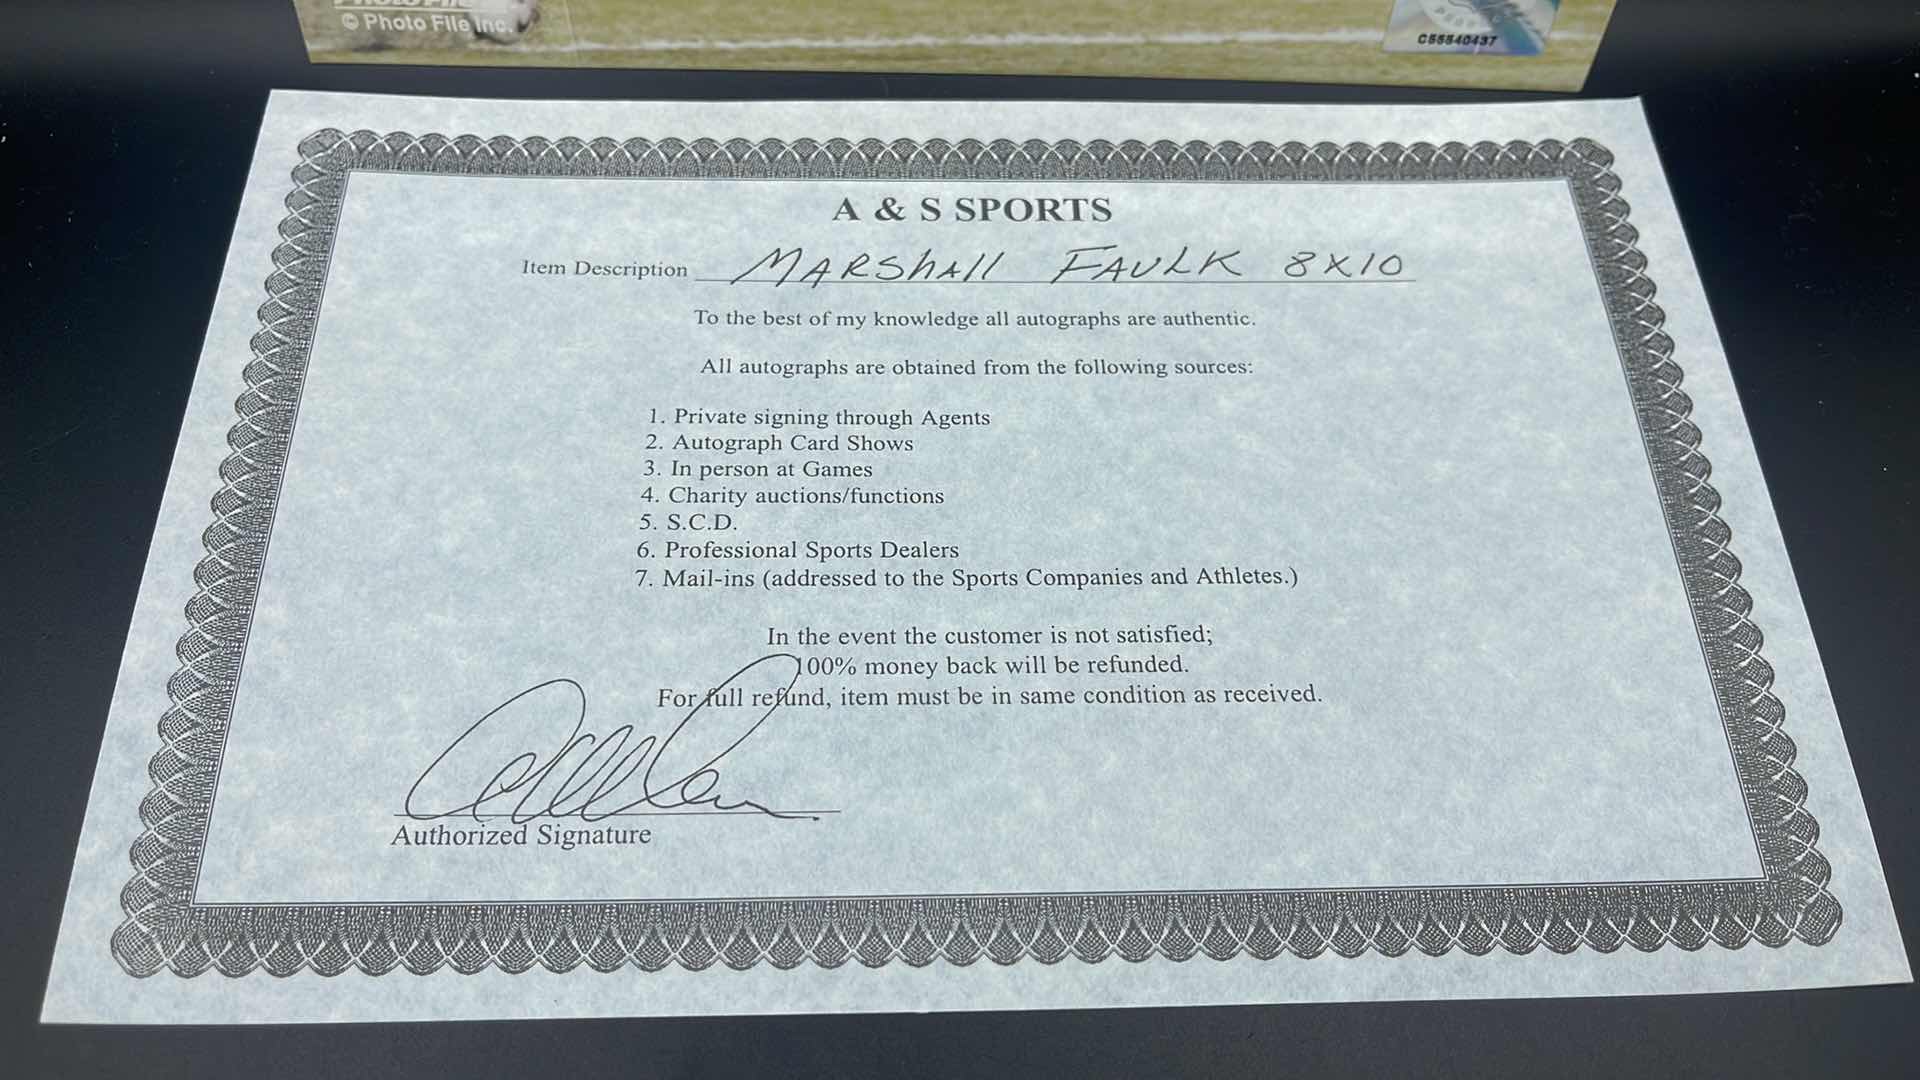 © Photo File Inc.
C55540437
A & S SPORTS
Item Description MARShAll FAULK 8X10
To the best of my knowledge all autographs are authentic.
All autographs are obtained from the following sources:
1. Private signing through Agents
2. Autograph Card Shows
3. In person at Games
4. Charity auctions/functions
5. S.C.D.
6. Professional Sports Dealers
7. Mail-ins (addressed to the Sports Companies and Athletes.)
In the event the customer is not satisfied;
100% money back will be refunded.
For full refund, item must be in same condition as received.
Authorized Signature